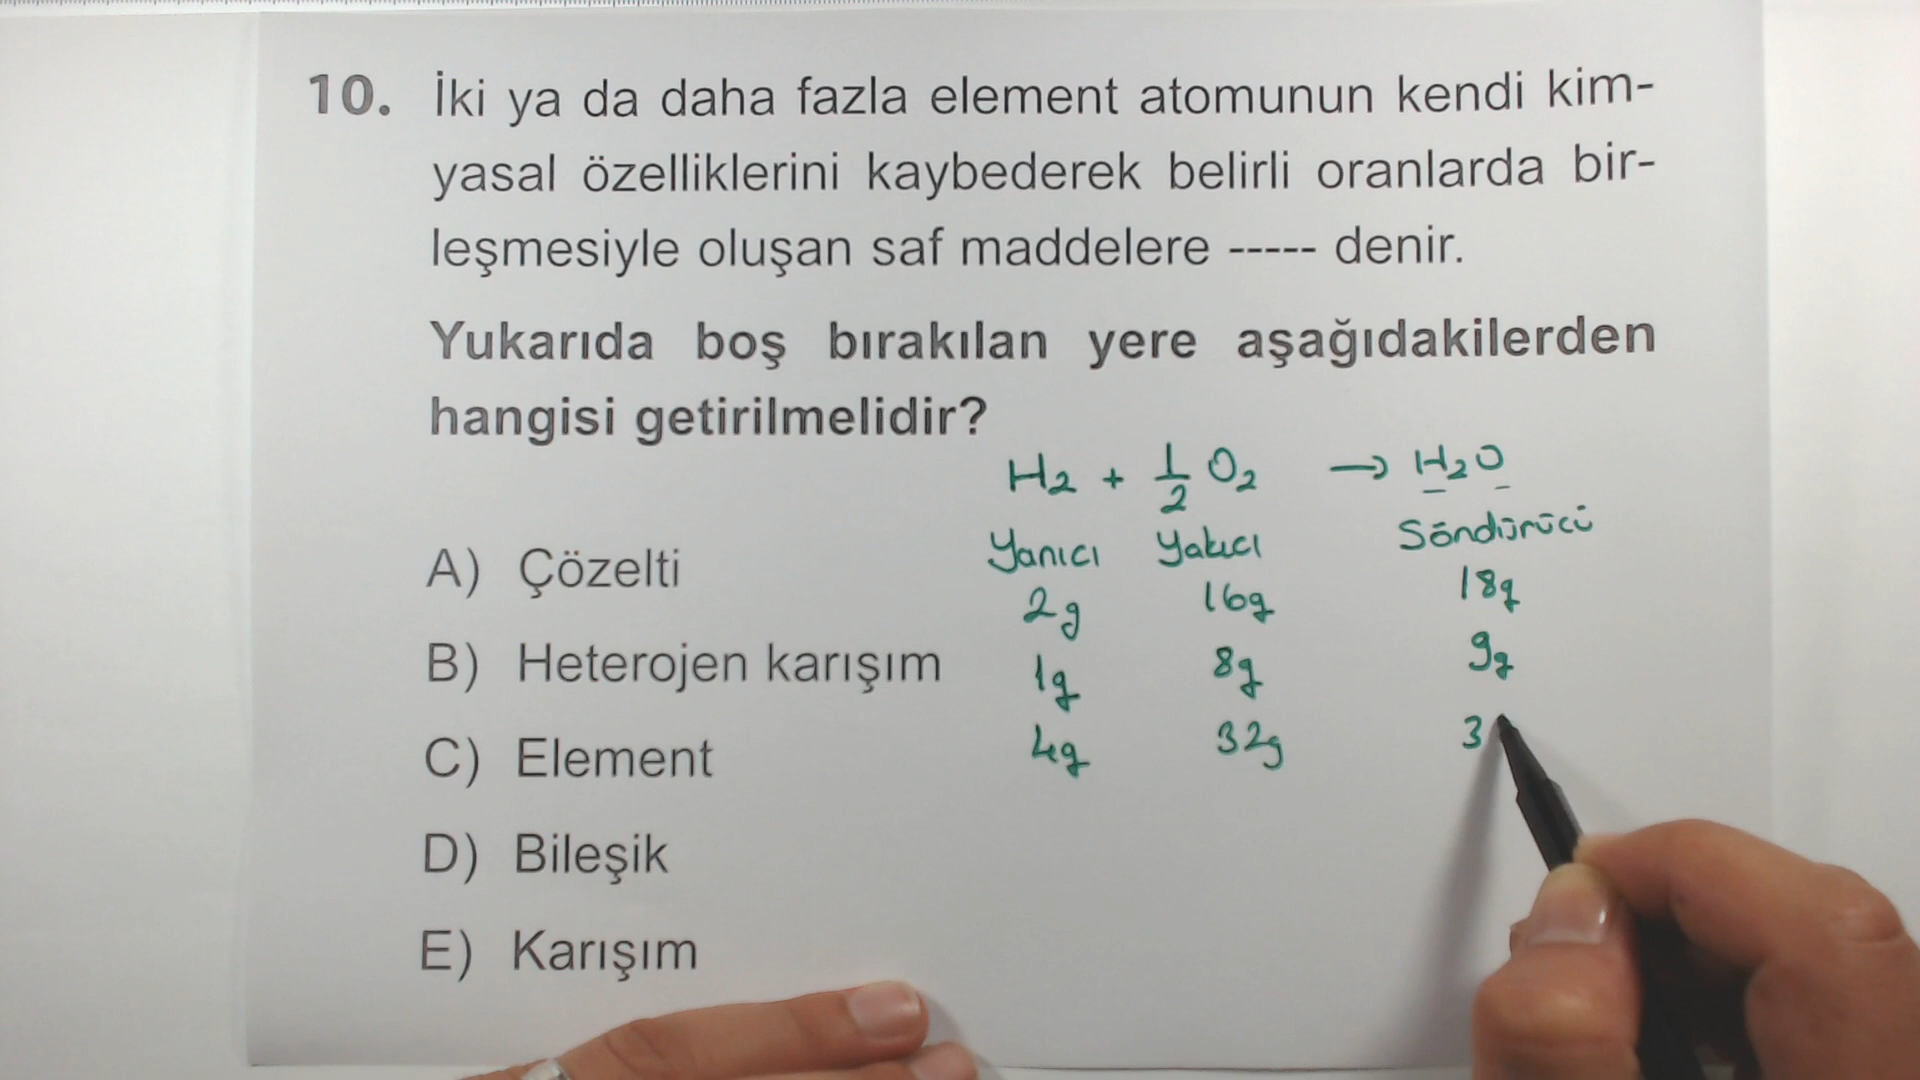 10. İki ya da daha fazla element atomunun kendi kim-
yasal özelliklerini kaybederek belirli oranlarda bir-
leşmesiyle oluşan saf maddelere ----- denir.
Yukarıda boş bırakılan yere aşağıdakilerden
hangisi getirilmelidir?
H₂ + 1/2 O₂ → H₂O
Yanıcı Yakıcı Söndürücü
2g 16g 18g
1g 8g 9g
4g 32g 3
A) Çözelti
B) Heterojen karışım
C) Element
D) Bileşik
E) Karışım